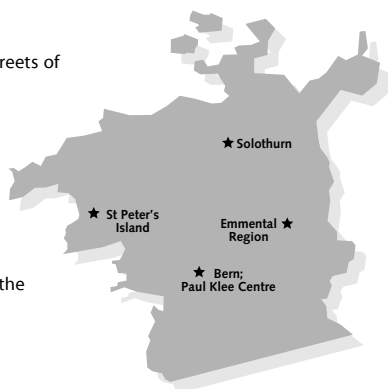 reets of
Solothurn
St Peter's
Island
Emmental
Region
Bern;
Paul Klee Centre
the